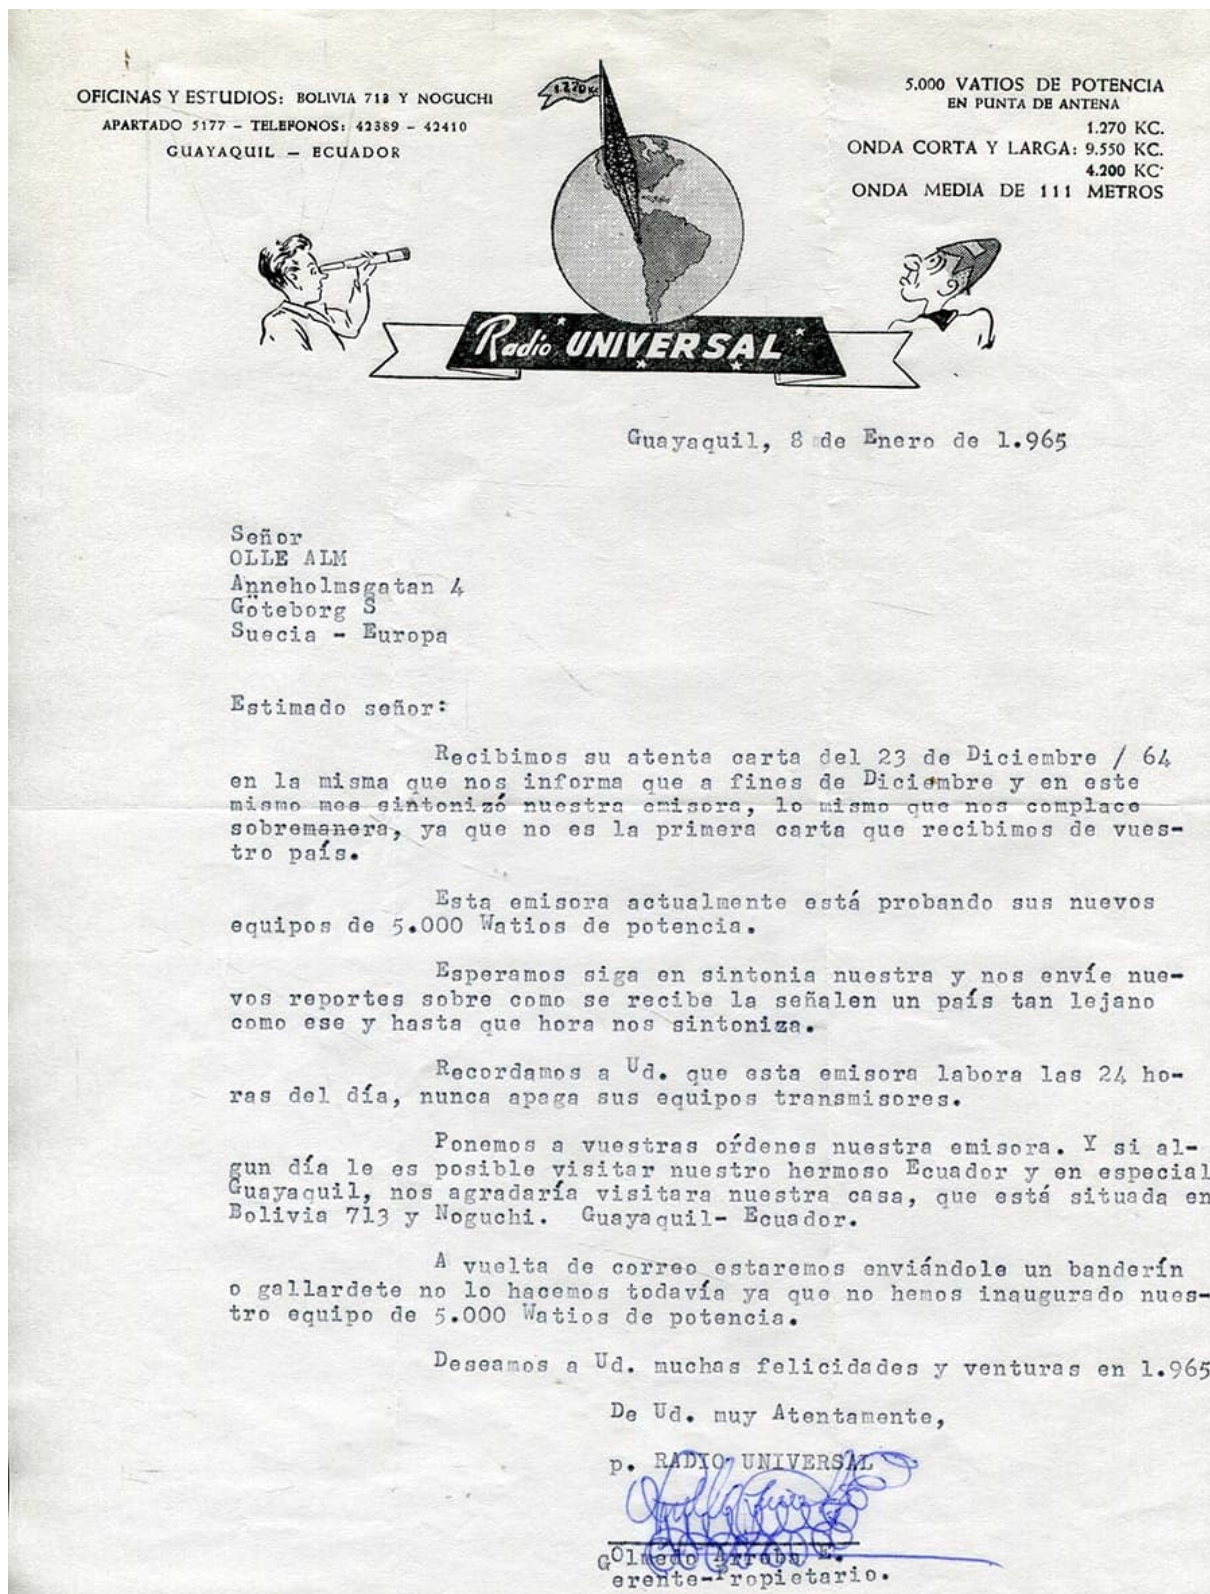 OFICINAS Y ESTUDIOS: BOLIVIA 713 Y NOGUCHI
APARTADO 5177 – TELEFONOS: 42389 – 42410
GUAYAQUIL – ECUADOR
1.270 Kc
5.000 VATIOS DE POTENCIA
EN PUNTA DE ANTENA
1.270 KC.
ONDA CORTA Y LARGA: 9.550 KC.
4.200 KC.
ONDA MEDIA DE 111 METROS
Radio UNIVERSAL
Guayaquil, 8 de Enero de 1.965
Señor
OLLE ALM
Anneholmsgatan 4
Göteborg S
Suecia - Europa
Estimado señor:
Recibimos su atenta carta del 23 de Diciembre / 64
en la misma que nos informa que a fines de Diciembre y en este
mismo mes sintonizó nuestra emisora, lo mismo que nos complace
sobremanera, ya que no es la primera carta que recibimos de vues-
tro país.
Esta emisora actualmente está probando sus nuevos
equipos de 5.000 Watios de potencia.
Esperamos siga en sintonia nuestra y nos envíe nue-
vos reportes sobre como se recibe la señalen un país tan lejano
como ese y hasta que hora nos sintoniza.
Recordamos a Ud. que esta emisora labora las 24 ho-
ras del día, nunca apaga sus equipos transmisores.
Ponemos a vuestras órdenes nuestra emisora. Y si al-
gun día le es posible visitar nuestro hermoso Ecuador y en especial
Guayaquil, nos agradaría visitara nuestra casa, que está situada en
Bolivia 713 y Noguchi. Guayaquil- Ecuador.
A vuelta de correo estaremos enviándole un banderín
o gallardete no lo hacemos todavía ya que no hemos inaugurado nues-
tro equipo de 5.000 Watios de potencia.
Deseamos a Ud. muchas felicidades y venturas en 1.965
De Ud. muy Atentamente,
p. RADIO UNIVERSAL
Olmedo Arroba E.
Gerente-Propietario.